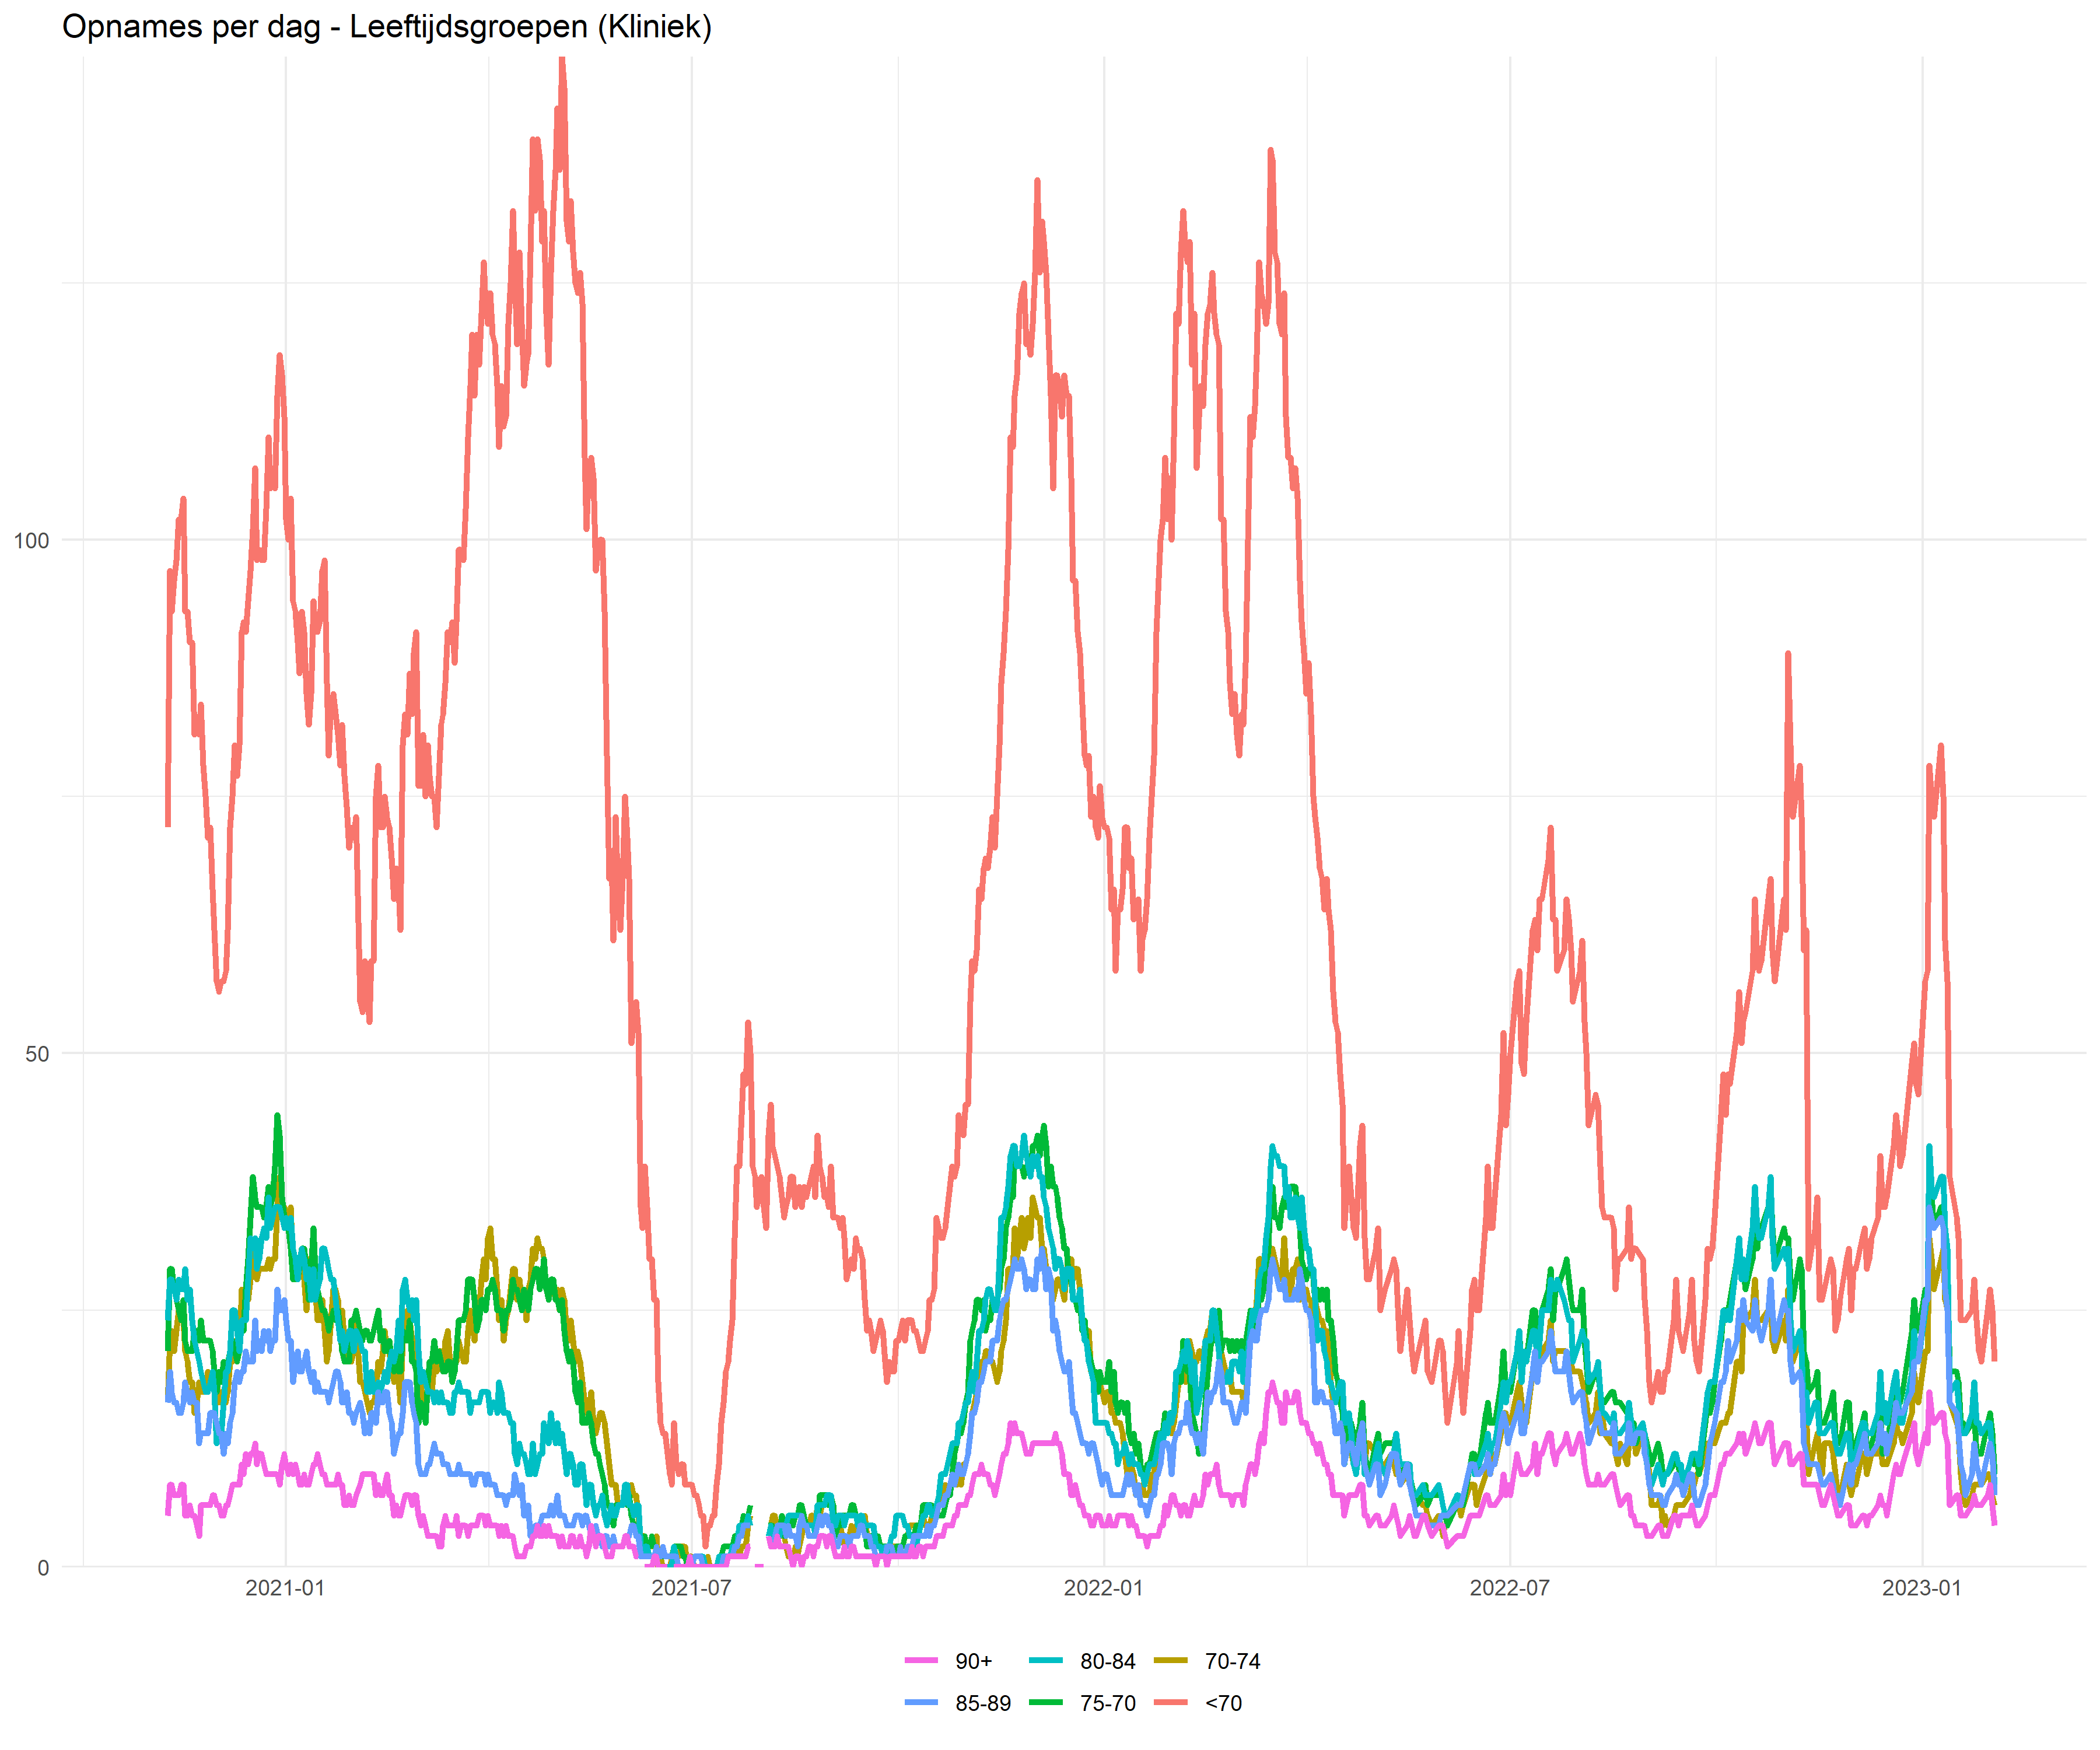 Opnames per dag - Leeftijdsgroepen (Kliniek)
100
50
0
2021-01 2021-07 2022-01 2022-07 2023-01
90+ 80-84 70-74
85-89 75-70 <70